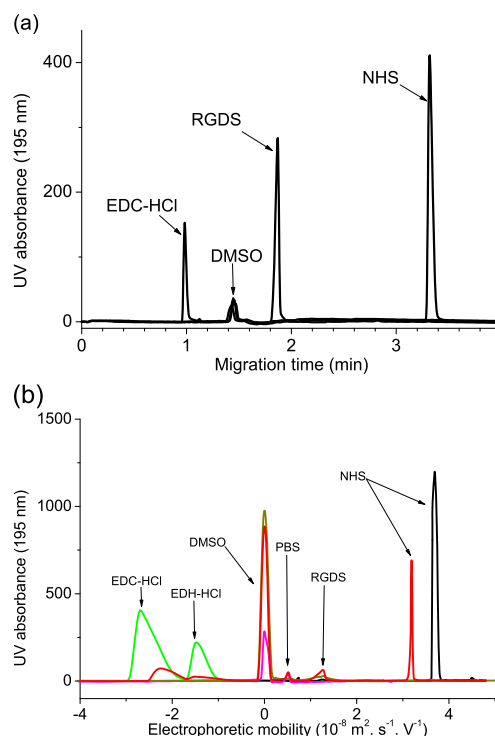 (a)
UV absorbance (195 nm)
400
200
0
EDC-HCl
DMSO
RGDS
NHS
0 1 2 3
Migration time (min)
(b)
UV absorbance (195 nm)
1500
1000
500
0
EDC-HCl
EDH-HCl
DMSO
PBS
RGDS
NHS
-4 -2 0 2 4
Electrophoretic mobility (10⁻⁸ m². s⁻¹. V⁻¹)